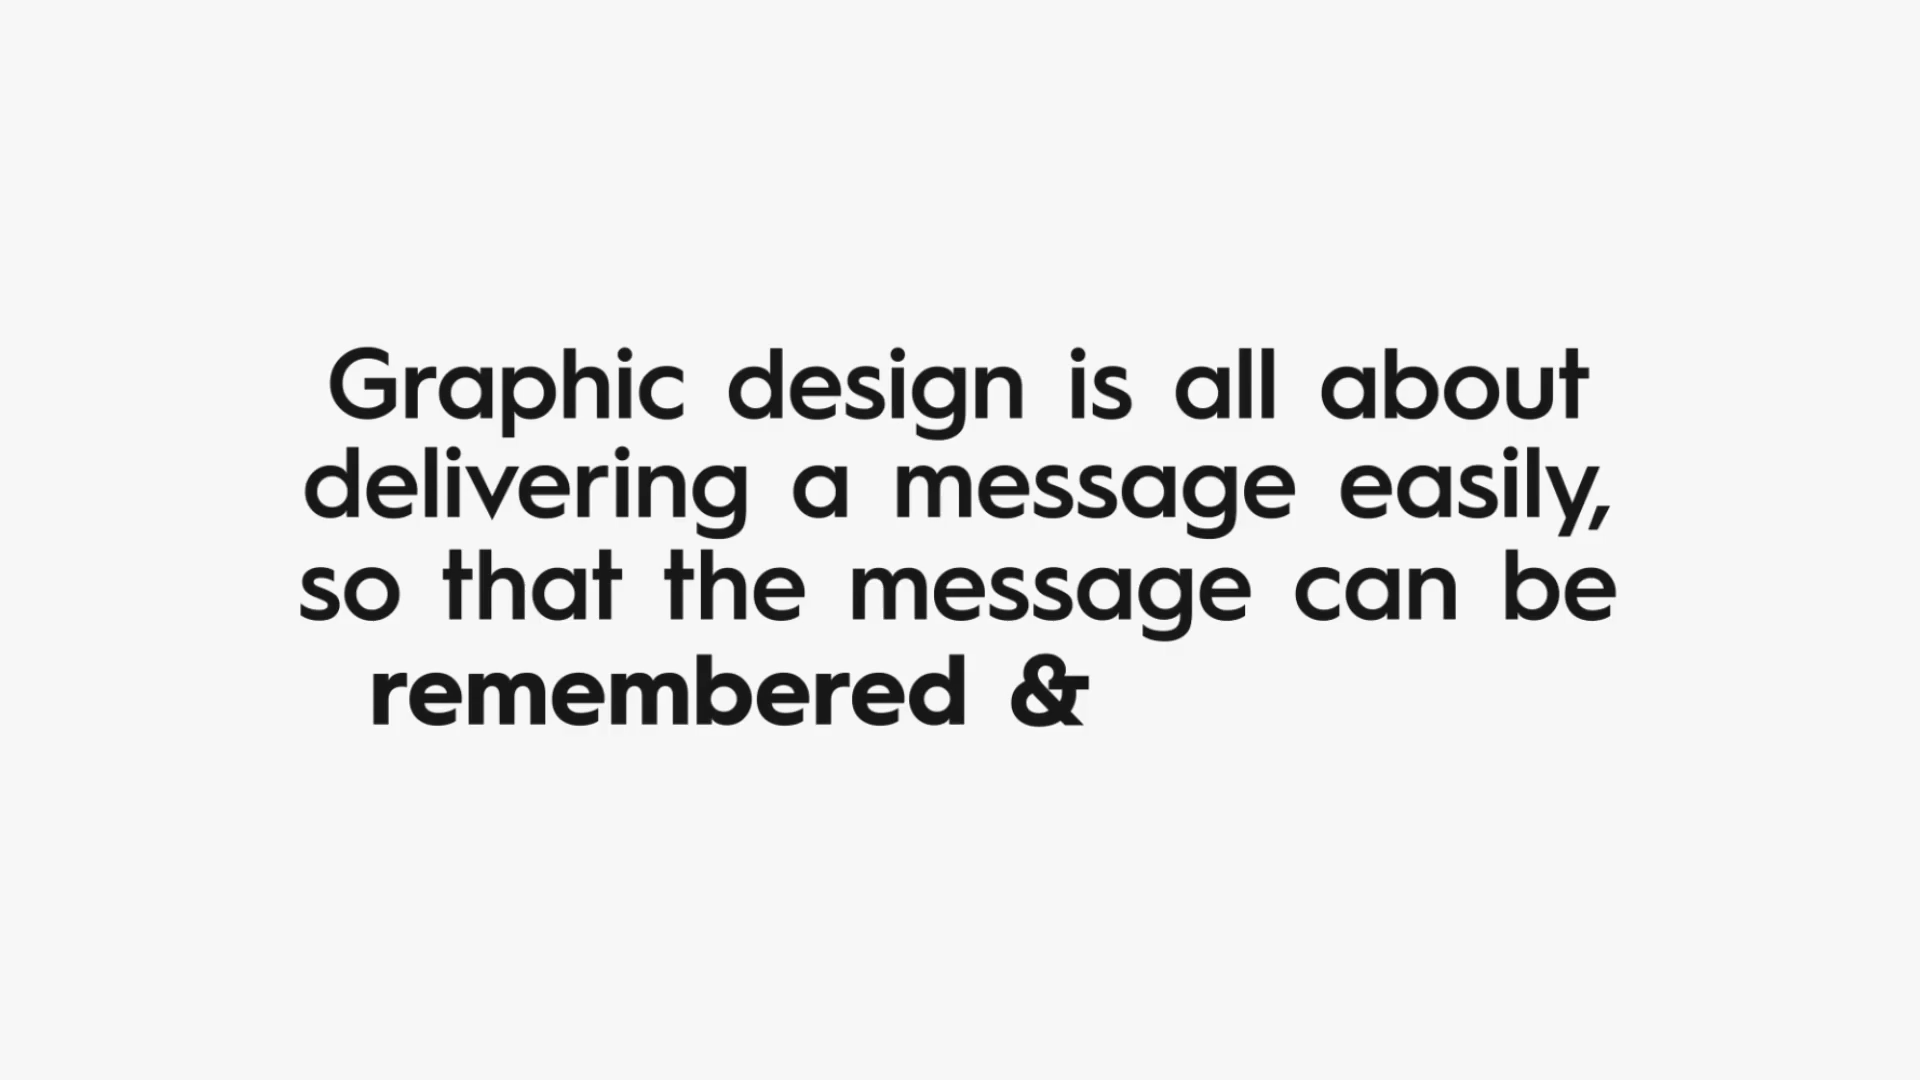 Graphic design is all about
delivering a message easily,
so that the message can be
remembered &